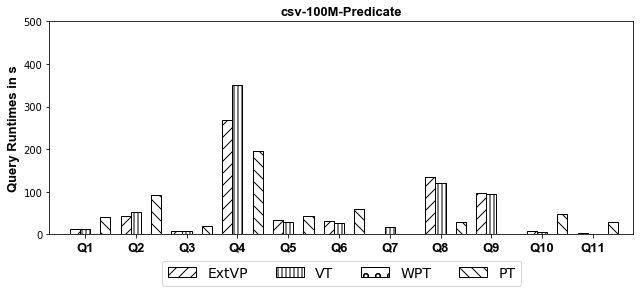 csv-100M-Predicate
Query Runtimes in s
500
400
300
200
100
0
Q1 Q2 Q3 Q4 Q5 Q6 Q7 Q8 Q9 Q10 Q11
ExtVP VT WPT PT